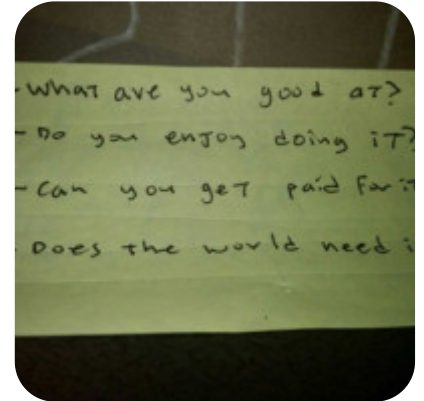 - What are you good at?
- Do you enjoy doing it?
- Can you get paid for it
- Does the world need i